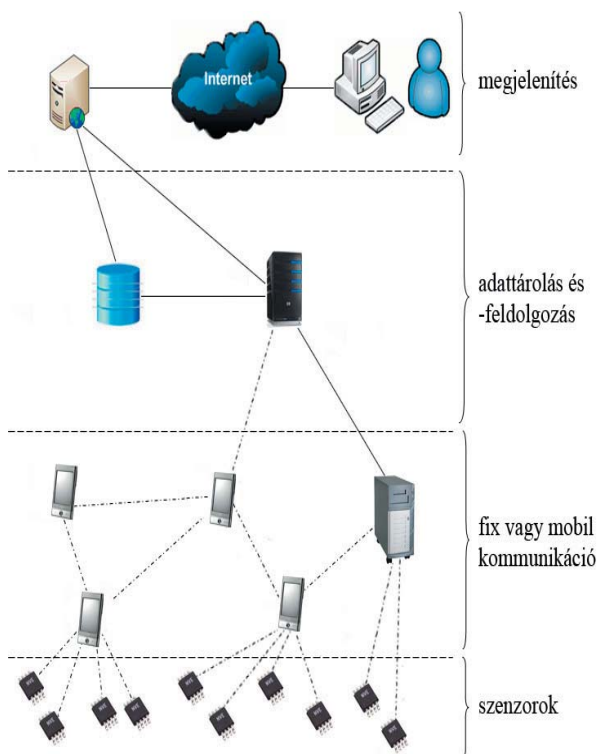 Internet
megjelenítés
adattárolás és
-feldolgozás
fix vagy mobil
kommunikáció
szenzorok